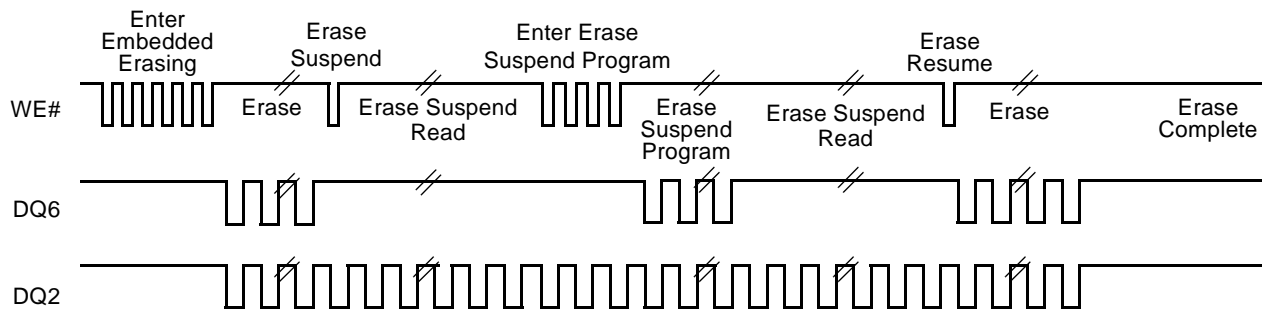 Enter
Embedded
Erasing
Erase
Suspend
Enter Erase
Suspend Program
Erase
Resume
WE#
Erase
Erase Suspend
Read
Erase
Suspend
Program
Erase Suspend
Read
Erase
Erase
Complete
DQ6
DQ2